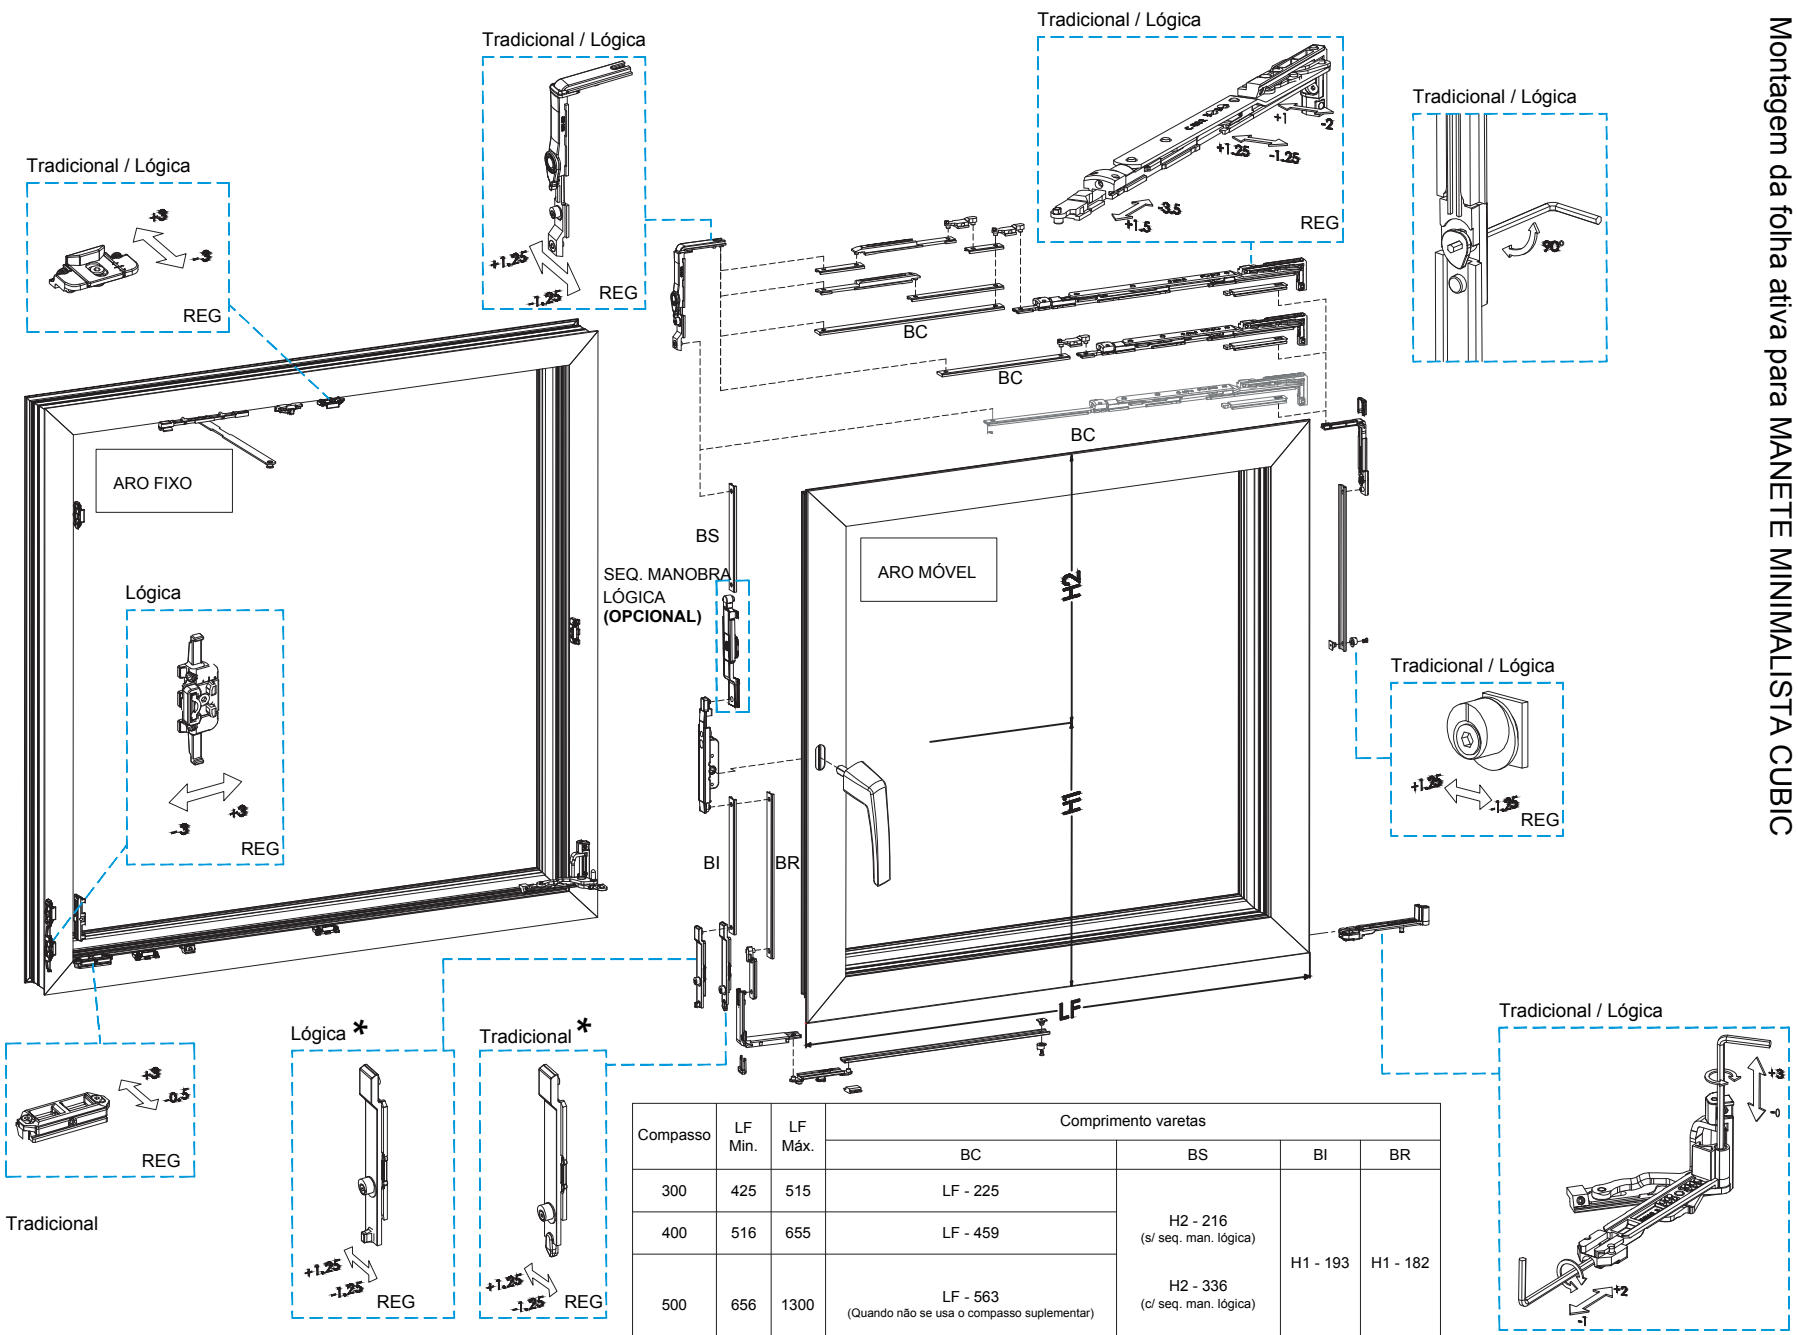 Montagem da folha ativa para MANETE MINIMALISTA CUBIC
Tradicional / Lógica
+1.25
-1.25
REG
Tradicional / Lógica
+1
-2
+1.25
-1.25
-3.5
+1.5
REG
Tradicional / Lógica
90°
Tradicional / Lógica
+3
-3
REG
BC
BC
BC
ARO FIXO
BS
SEQ. MANOBRA
LÓGICA
(OPCIONAL)
ARO MÓVEL
H2
H1
LF
Lógica
-3
+3
REG
Tradicional / Lógica
+1.25
-1.25
REG
BI
BR
Lógica *
+1.25
-1.25
REG
Tradicional *
+1.25
-1.25
REG
+3
-0.5
REG
Tradicional
Tradicional / Lógica
+3
-0
+2
-1
Compasso
LF
Min.
LF
Máx.
Comprimento varetas
BC
BS
BI
BR
300
425
515
LF - 225
400
516
655
LF - 459
500
656
1300
LF - 563
(Quando não se usa o compasso suplementar)
H2 - 216
(s/ seq. man. lógica)
H2 - 336
(c/ seq. man. lógica)
H1 - 193
H1 - 182